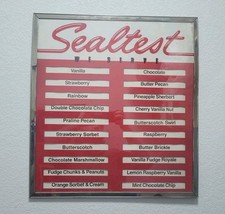 Sealtest
WE SERVE
Vanilla
Chocolate
Strawberry
Butter Pecan
Rainbow
Pineapple Sherbert
Double Chocolate Chip
Cherry Vanilla Nut
Praline Pecan
Butterscotch Swirl
Strawberry Sorbet
Raspberry
Butterscotch
Butter Brickle
Chocolate Marshmallow
Vanilla Fudge Royale
Fudge Chunks & Peanuts
Lemon Raspberry Vanilla
Orange Sorbet & Cream
Mint Chocolate Chip